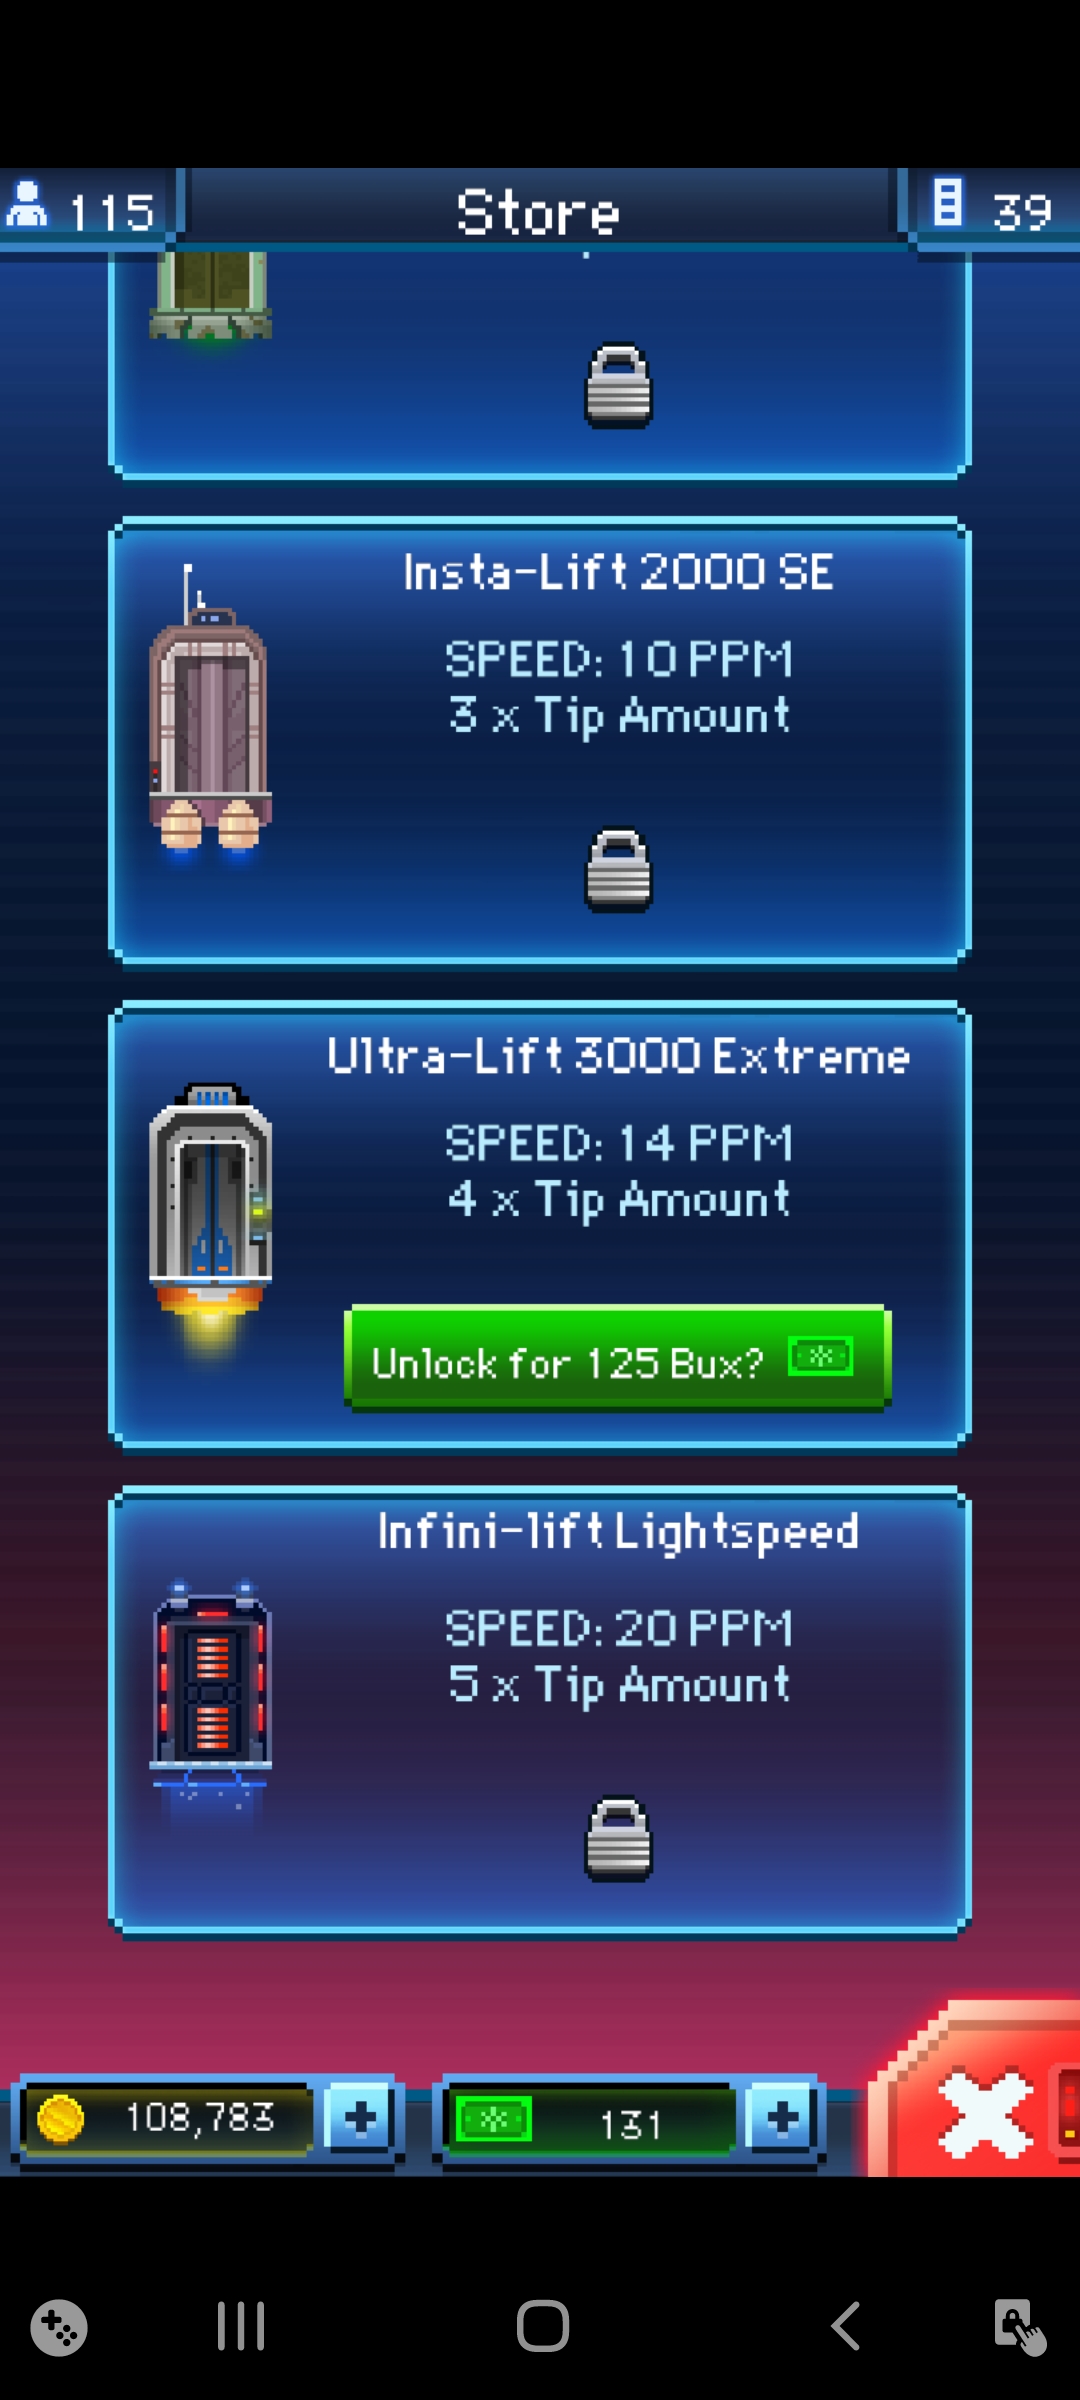 115
Store
39
Insta-Lift 2000 SE
SPEED: 10 PPM
3 x Tip Amount
Ultra-Lift 3000 Extreme
SPEED: 14 PPM
4 x Tip Amount
Unlock for 125 Bux?
Infini-lift Lightspeed
SPEED: 20 PPM
5 x Tip Amount
108,783
131